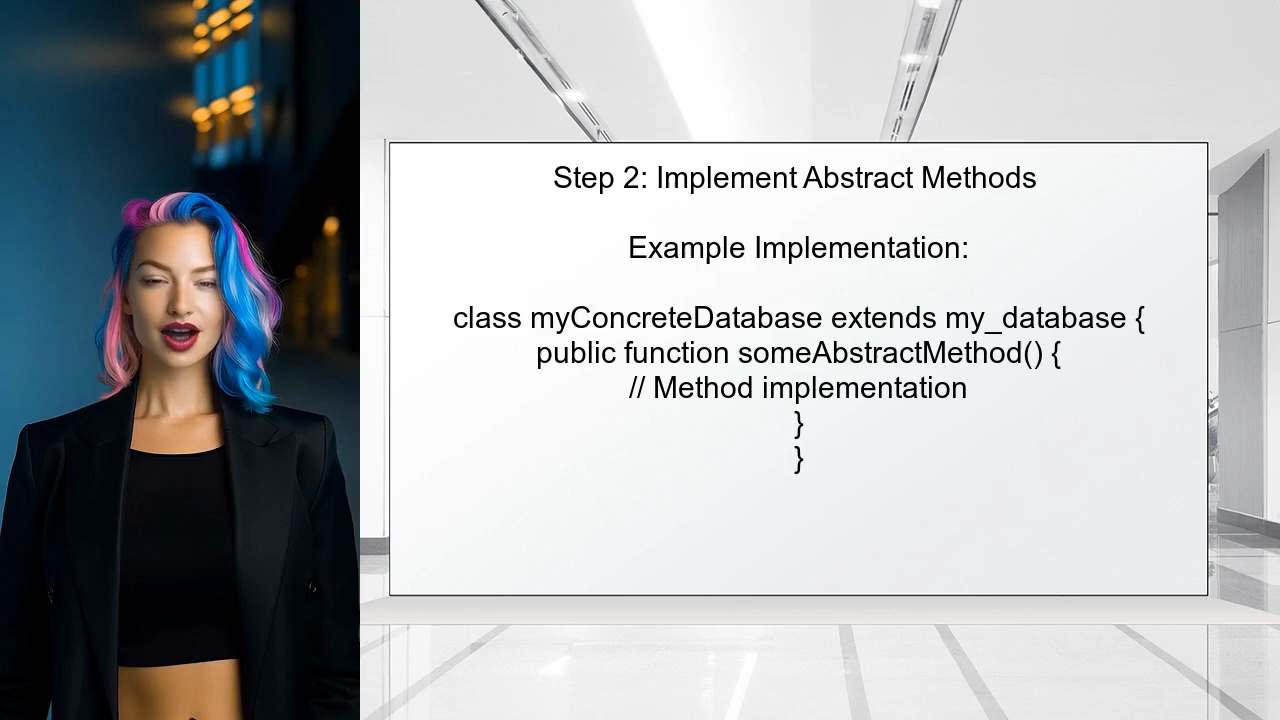 Step 2: Implement Abstract Methods
Example Implementation:
class myConcreteDatabase extends my_database {
public function someAbstractMethod() {
// Method implementation
}
}